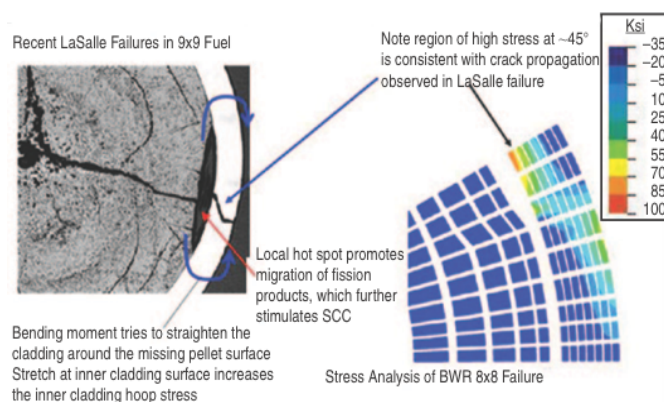 Recent LaSalle Failures in 9x9 Fuel
Note region of high stress at ~45°
is consistent with crack propagation
observed in LaSalle failure
Ksi
–35
–20
–5
10
25
40
55
70
85
100
Local hot spot promotes
migration of fission
products, which further
stimulates SCC
Bending moment tries to straighten the
cladding around the missing pellet surface
Stretch at inner cladding surface increases
the inner cladding hoop stress
Stress Analysis of BWR 8x8 Failure